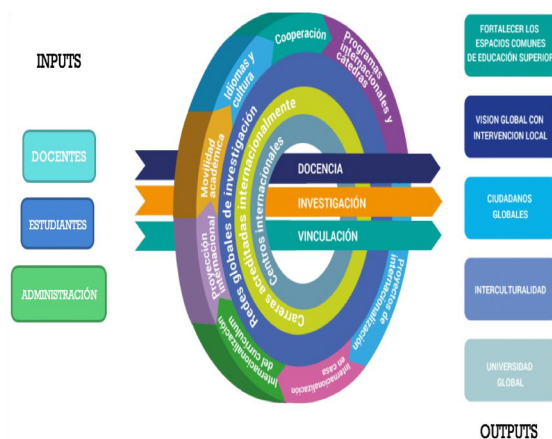 INPUTS
DOCENTES
ESTUDIANTES
ADMINISTRACIÓN
Cooperación
Programas
internacionales y
cátedras
Idiomas y
cultura
Movilidad
académica
Proyección
internacional
Internacionalización
del curriculum
Internacionalización
en casa
Proyectos de
internacionalización
Redes globales de investigación
Carreras acreditadas internacionalmente
Centros internacionales
DOCENCIA
INVESTIGACIÓN
VINCULACIÓN
FORTALECER LOS
ESPACIOS COMUNES
DE EDUCACIÓN SUPERIOR
VISION GLOBAL CON
INTERVENCION LOCAL
CIUDADANOS
GLOBALES
INTERCULTURALIDAD
UNIVERSIDAD
GLOBAL
OUTPUTS